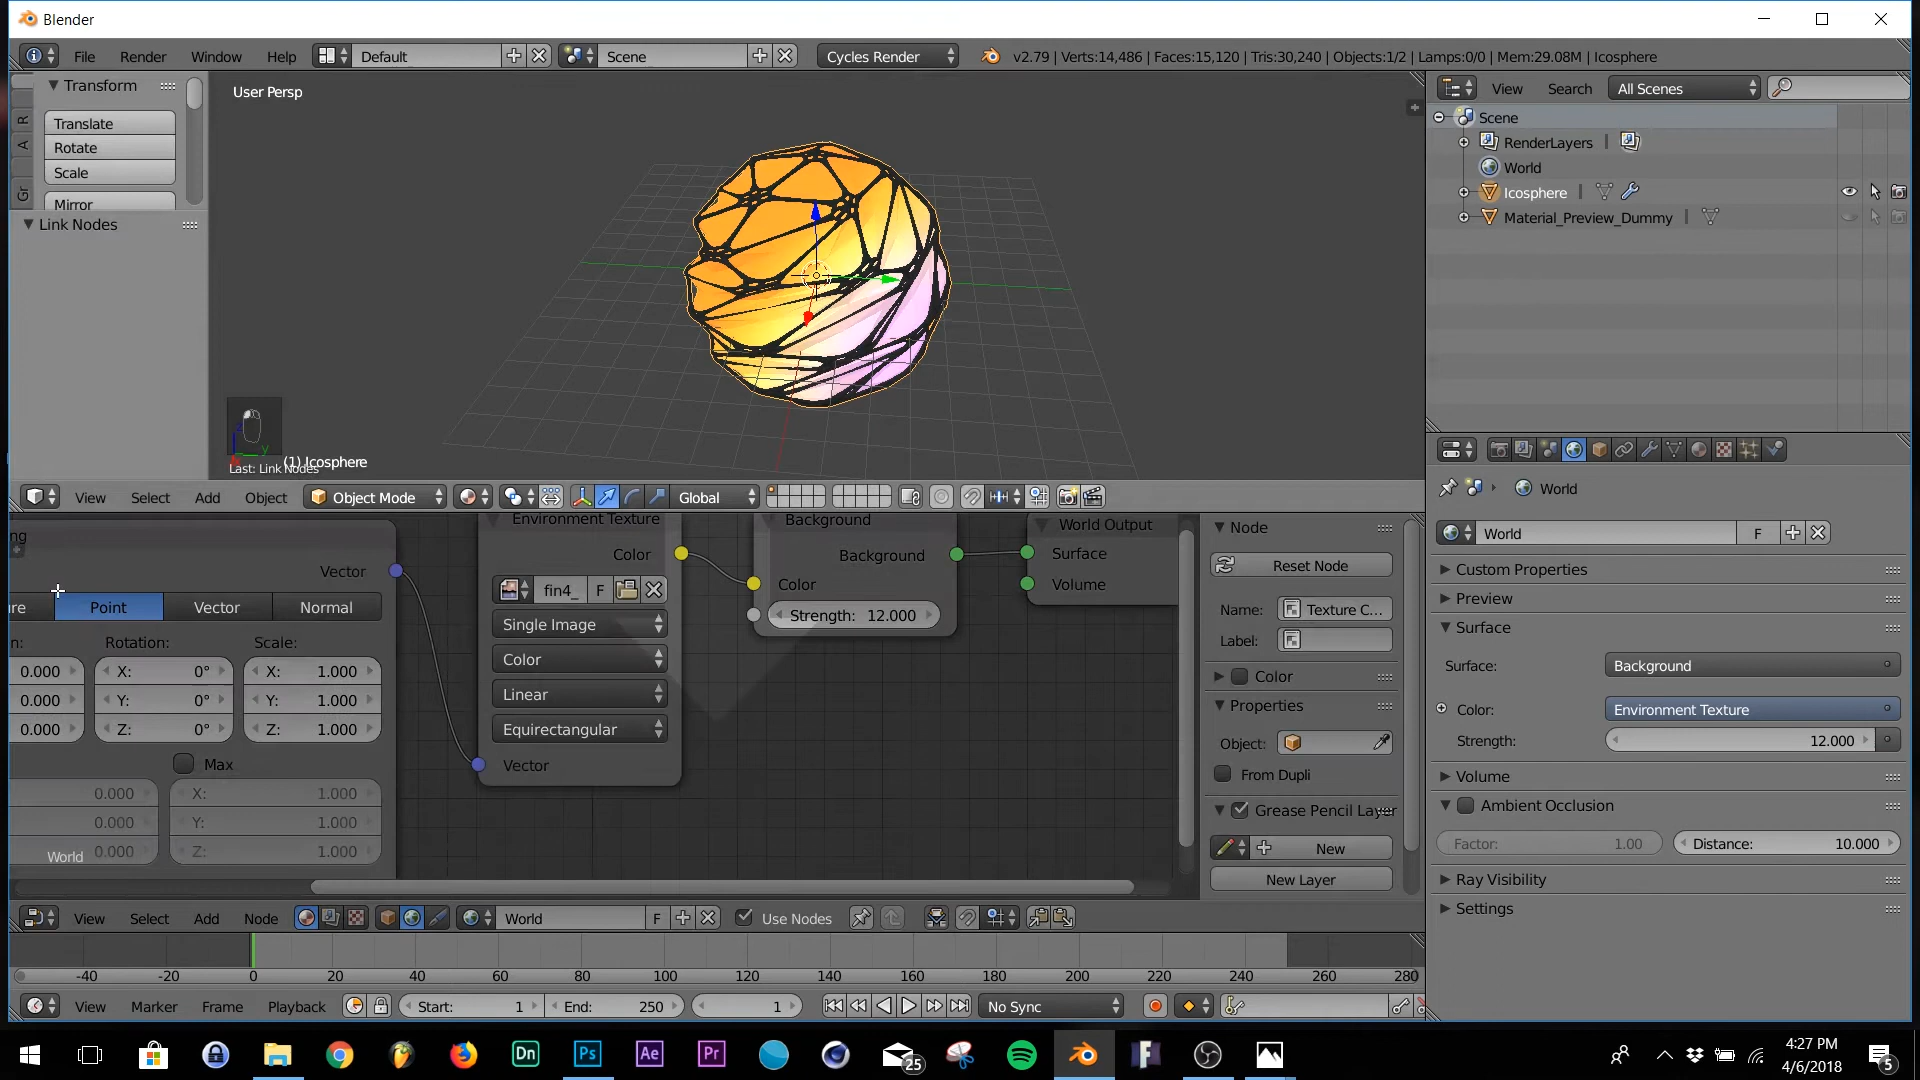 Blender
File Render Window Help Default Scene Cycles Render v2.79 | Verts:14,486 | Faces:15,120 | Tris:30,240 | Objects:1/2 | Lamps:0/0 | Mem:29.08M | Icosphere
Transform
Translate
Rotate
Scale
Mirror
R
A
Gr
Link Nodes
User Persp
(1) Icosphere
Last: Link Nodes
View Select Add Object Object Mode Global
View Search All Scenes
Scene
RenderLayers |
World
Icosphere |
Material_Preview_Dummy |
World
World F
Custom Properties
Preview
Surface
Surface: Background
Color: Environment Texture
Strength: 12.000
Volume
Ambient Occlusion
Factor: 1.00 Distance: 10.000
Ray Visibility
Settings
ng
Vector
re Point Vector Normal
n: Rotation: Scale:
0.000 X: 0° X: 1.000
0.000 Y: 0° Y: 1.000
0.000 Z: 0° Z: 1.000
Max
0.000 X: 1.000
0.000 Y: 1.000
0.000 Z: 1.000
World
Environment Texture
Color
fin4_ F
Single Image
Color
Linear
Equirectangular
Vector
Background
Background
Color
Strength: 12.000
World Output
Surface
Volume
Node
Reset Node
Name: Texture C...
Label:
Color
Properties
Object:
From Dupli
Grease Pencil Layer
New
New Layer
View Select Add Node World F Use Nodes
-40 -20 0 20 40 60 80 100 120 140 160 180 200 220 240 260 280
View Marker Frame Playback Start: 1 End: 250 1 No Sync
Dn Ps Ae Pr 25
4:27 PM
4/6/2018
5